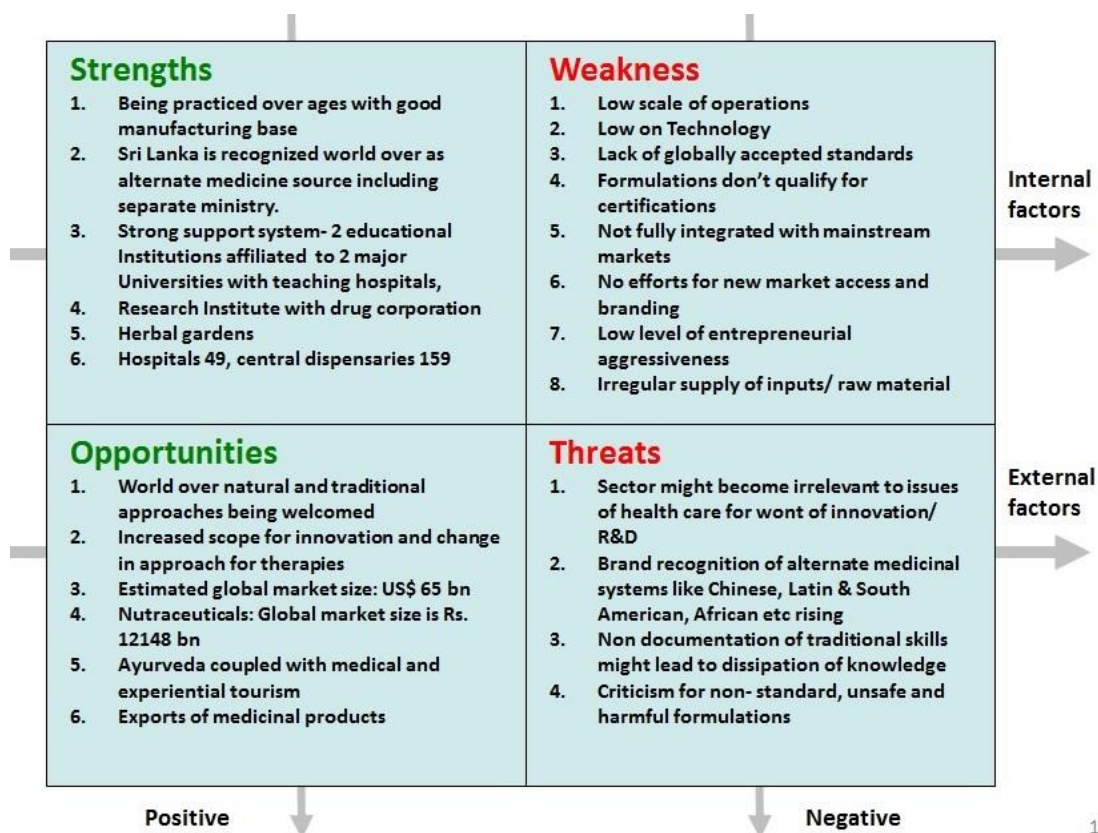 Strengths
1. Being practiced over ages with good
manufacturing base
2. Sri Lanka is recognized world over as
alternate medicine source including
separate ministry.
3. Strong support system- 2 educational
Institutions affiliated to 2 major
Universities with teaching hospitals,
4. Research Institute with drug corporation
5. Herbal gardens
6. Hospitals 49, central dispensaries 159
Weakness
1. Low scale of operations
2. Low on Technology
3. Lack of globally accepted standards
4. Formulations don’t qualify for
certifications
5. Not fully integrated with mainstream
markets
6. No efforts for new market access and
branding
7. Low level of entrepreneurial
aggressiveness
8. Irregular supply of inputs/ raw material
Internal
factors
Opportunities
1. World over natural and traditional
approaches being welcomed
2. Increased scope for innovation and change
in approach for therapies
3. Estimated global market size: US$ 65 bn
4. Nutraceuticals: Global market size is Rs.
12148 bn
5. Ayurveda coupled with medical and
experiential tourism
6. Exports of medicinal products
Threats
1. Sector might become irrelevant to issues
of health care for wont of innovation/
R&D
2. Brand recognition of alternate medicinal
systems like Chinese, Latin & South
American, African etc rising
3. Non documentation of traditional skills
might lead to dissipation of knowledge
4. Criticism for non- standard, unsafe and
harmful formulations
External
factors
Positive
Negative
1